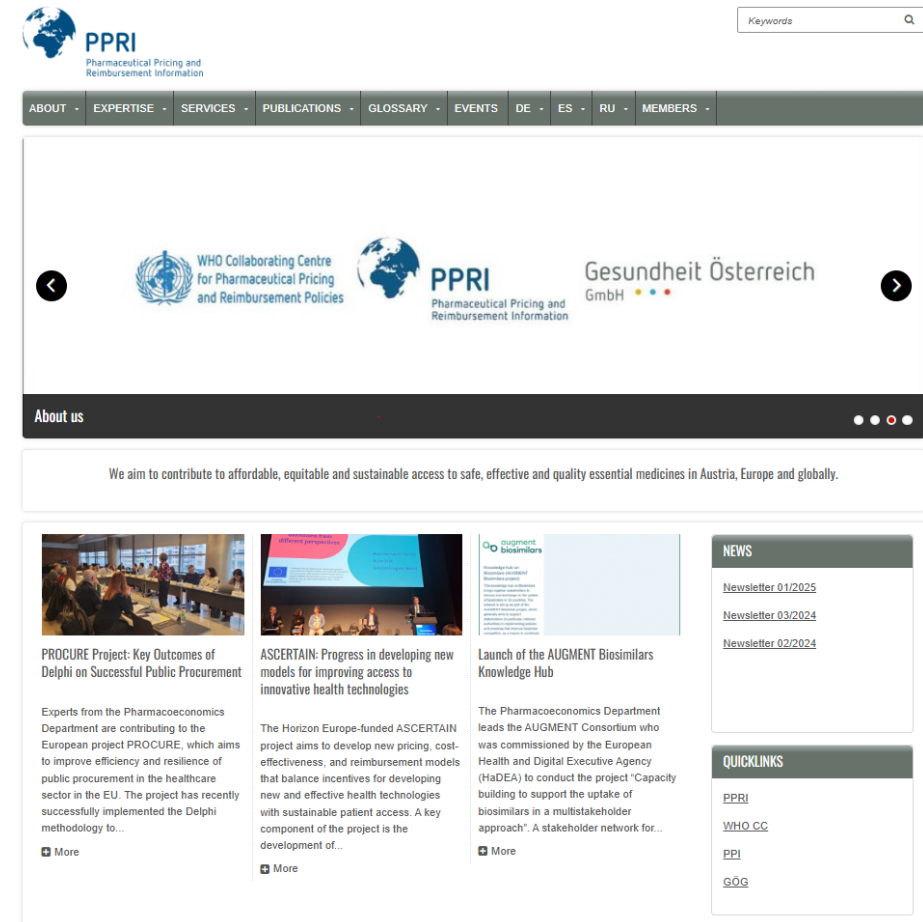 PPRI
Pharmaceutical Pricing and
Reimbursement Information
Keywords
ABOUT EXPERTISE SERVICES PUBLICATIONS GLOSSARY EVENTS DE ES RU MEMBERS
WHO Collaborating Centre
for Pharmaceutical Pricing
and Reimbursement Policies
PPRI
Pharmaceutical Pricing and
Reimbursement Information
Gesundheit Österreich
GmbH
About us
We aim to contribute to affordable, equitable and sustainable access to safe, effective and quality essential medicines in Austria, Europe and globally.
PROCURE Project: Key Outcomes of
Delphi on Successful Public Procurement
Experts from the Pharmacoeconomics
Department are contributing to the
European project PROCURE, which aims
to improve efficiency and resilience of
public procurement in the healthcare
sector in the EU. The project has recently
successfully implemented the Delphi
methodology to...
More
different perspectives
ASCERTAIN: Progress in developing new
models for improving access to
innovative health technologies
The Horizon Europe-funded ASCERTAIN
project aims to develop new pricing, cost-
effectiveness, and reimbursement models
that balance incentives for developing
new and effective health technologies
with sustainable patient access. A key
component of the project is the
development of...
More
augment
biosimilars
Knowledge Hub on
Biosimilars (AUGMENT
Biosimilars project)
Launch of the AUGMENT Biosimilars
Knowledge Hub
The Pharmacoeconomics Department
leads the AUGMENT Consortium who
was commissioned by the European
Health and Digital Executive Agency
(HaDEA) to conduct the project “Capacity
building to support the uptake of
biosimilars in a multistakeholder
approach”. A stakeholder network for...
More
NEWS
Newsletter 01/2025
Newsletter 03/2024
Newsletter 02/2024
QUICKLINKS
PPRI
WHO CC
PPI
GÖG